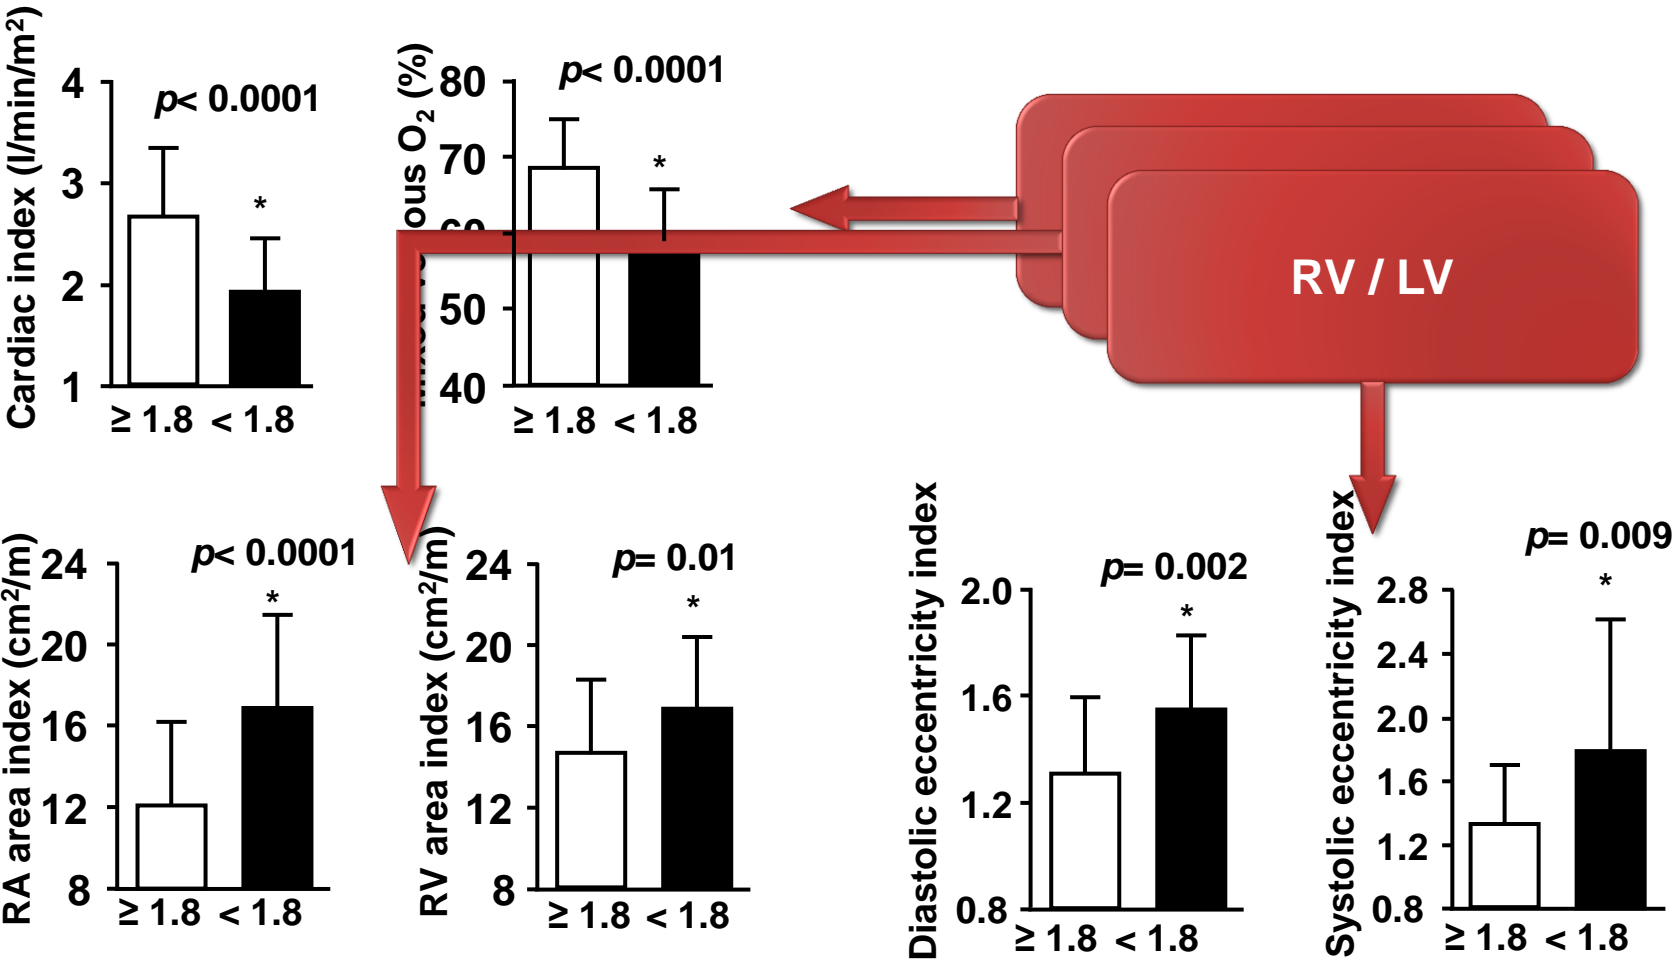 Cardiac index (l/min/m²)
4
3
2
1
p< 0.0001
*
≥ 1.8 < 1.8
ous O₂ (%)
80
70
60
50
40
p< 0.0001
*
≥ 1.8 < 1.8
RV / LV
RA area index (cm²/m)
24
20
16
12
8
p< 0.0001
*
≥ 1.8 < 1.8
RV area index (cm²/m)
24
20
16
12
8
p= 0.01
*
≥ 1.8 < 1.8
Diastolic eccentricity index
2.0
1.6
1.2
0.8
p= 0.002
*
≥ 1.8 < 1.8
Systolic eccentricity index
2.8
2.4
2.0
1.6
1.2
0.8
p= 0.009
*
≥ 1.8 < 1.8